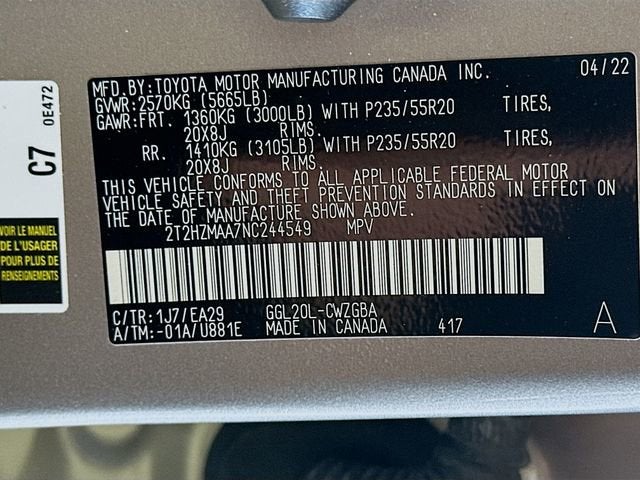 MFD.BY:TOYOTA MOTOR MANUFACTURING CANADA INC. 04/22
GVWR:2570KG (5665LB)
GAWR:FRT. 1360KG (3000LB) WITH P235/55R20 TIRES,
20X8J RIMS.
RR. 1410KG (3105LB) WITH P235/55R20 TIRES,
20X8J RIMS.
THIS VEHICLE CONFORMS TO ALL APPLICABLE FEDERAL MOTOR
VEHICLE SAFETY AND THEFT PREVENTION STANDARDS IN EFFECT ON
THE DATE OF MANUFACTURE SHOWN ABOVE.
2T2HZMAA7NC244549 MPV
C/TR:1J7/EA29 GGL20L-CWZGBA
A/TM:-01A/U881E MADE IN CANADA 417 A
C7 0E472
VOIR LE MANUEL
DE L'USAGER
POUR PLUS DE
RENSEIGNEMENTS